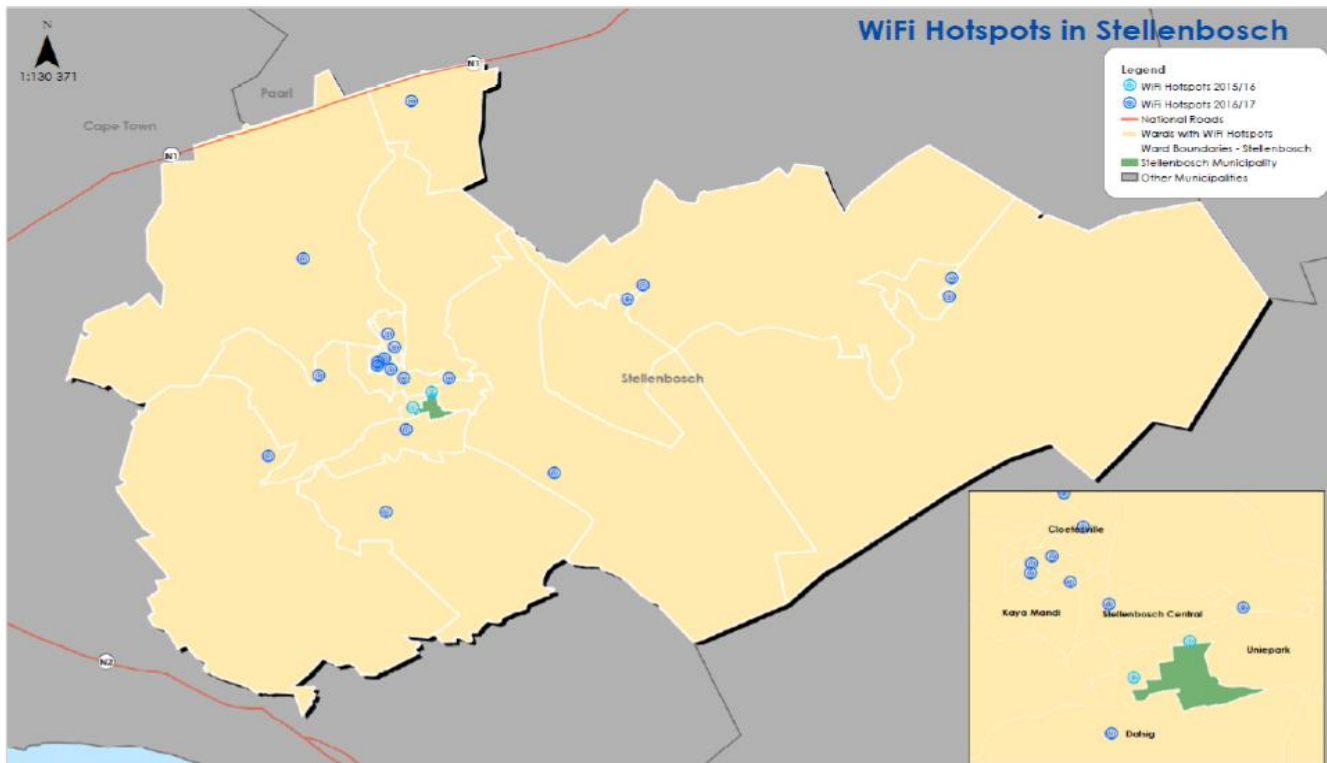 WiFi Hotspots in Stellenbosch
N
1:130 371
Legend
WiFi Hotspots 2015/16
WiFi Hotspots 2016/17
National Roads
Wards with WiFi Hotspots
Ward Boundaries - Stellenbosch
Stellenbosch Municipality
Other Municipalities
N1
Paarl
Cape Town
N1
Stellenbosch
N2
Cloetesville
Kaya Mandi
Stellenbosch Central
Uniepark
Dalsig